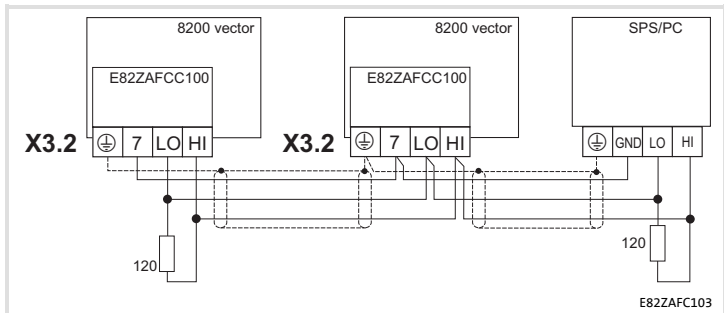 8200 vector
8200 vector
SPS/PC
E82ZAFCC100
E82ZAFCC100
X3.2
7
LO
HI
X3.2
7
LO
HI
GND
LO
HI
120
120
E82ZAFC103